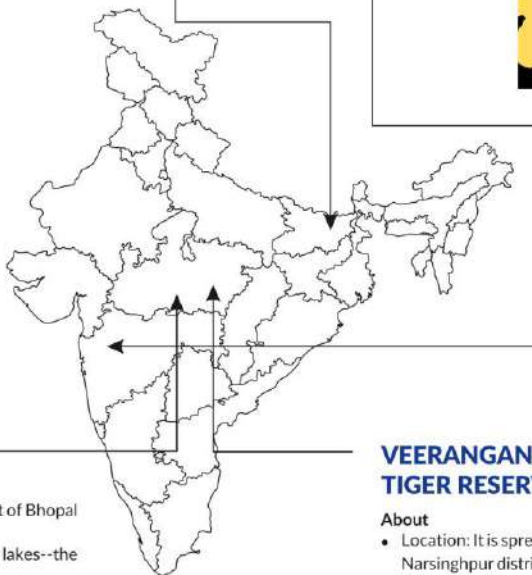 t of Bhopal
lakes--the
VEERANGAN
TIGER RESER
About
• Location: It is spre
Narsinghpur distri